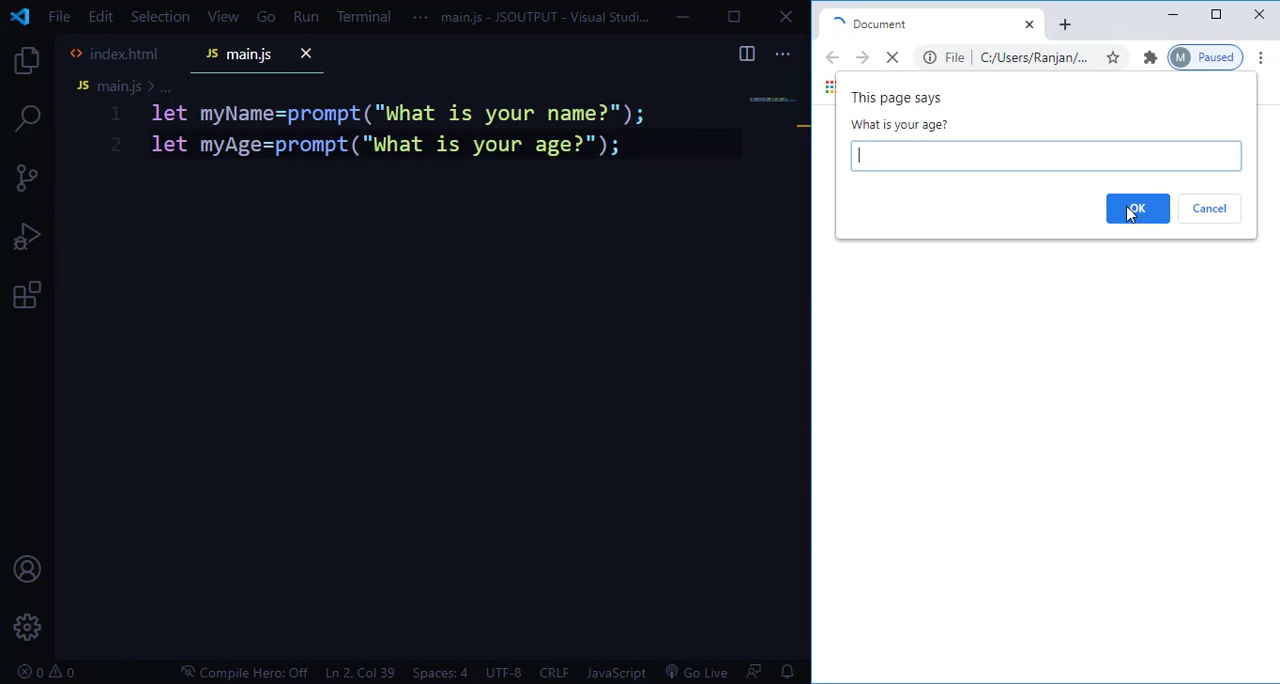 File Edit Selection View Go Run Terminal ··· main.js - JSOUTPUT - Visual Studi...
index.html JS main.js
JS main.js > ...
1 let myName=prompt("What is your name?");
2 let myAge=prompt("What is your age?");
0 0 Compile Hero: Off Ln 2, Col 39 Spaces: 4 UTF-8 CRLF JavaScript Go Live
Document
File C:/Users/Ranjan/... M Paused
This page says
What is your age?
OK Cancel